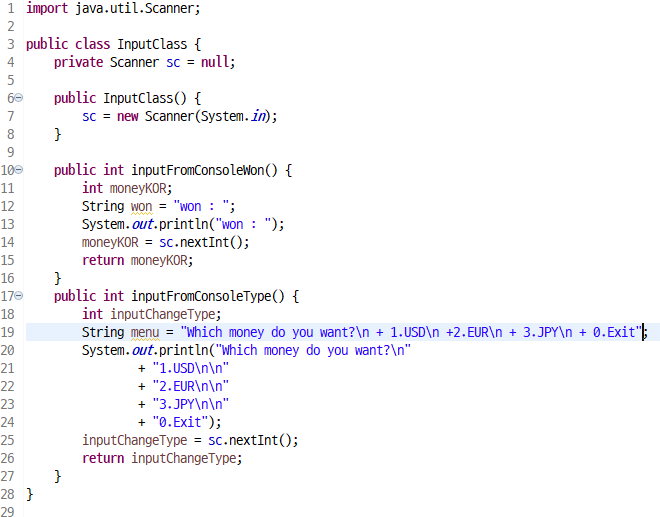 1 import java.util.Scanner;
2
3 public class InputClass {
4 private Scanner sc = null;
5
6 public InputClass() {
7 sc = new Scanner(System.in);
8 }
9
10 public int inputFromConsoleWon() {
11 int moneyKOR;
12 String won = "won : ";
13 System.out.println("won : ");
14 moneyKOR = sc.nextInt();
15 return moneyKOR;
16 }
17 public int inputFromConsoleType() {
18 int inputChangeType;
19 String menu = "Which money do you want?\n + 1.USD\n +2.EUR\n + 3.JPY\n + 0.Exit";
20 System.out.println("Which money do you want?\n"
21 + "1.USD\n\n"
22 + "2.EUR\n\n"
23 + "3.JPY\n\n"
24 + "0.Exit");
25 inputChangeType = sc.nextInt();
26 return inputChangeType;
27 }
28 }
29